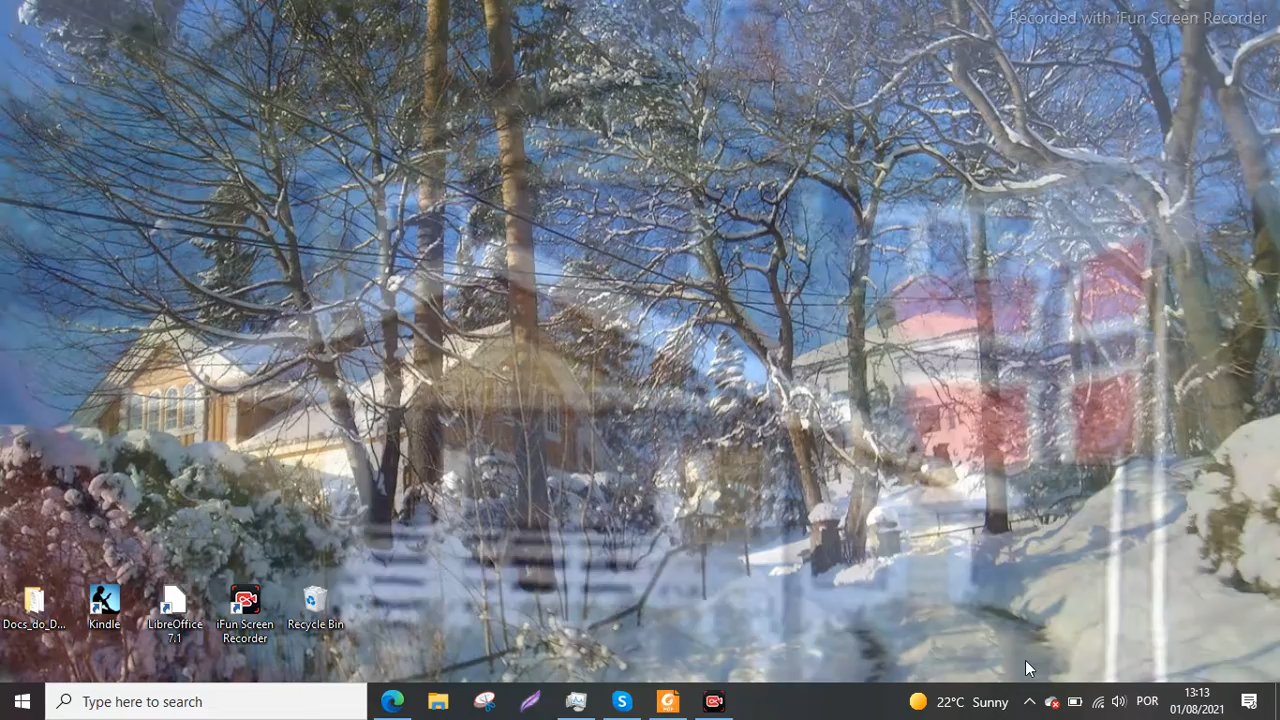 Recorded with iFun Screen Recorder
Docs_do_D...
Kindle
LibreOffice
7.1
iFun Screen
Recorder
Recycle Bin
Type here to search
22°C Sunny
POR
13:13
01/08/2021